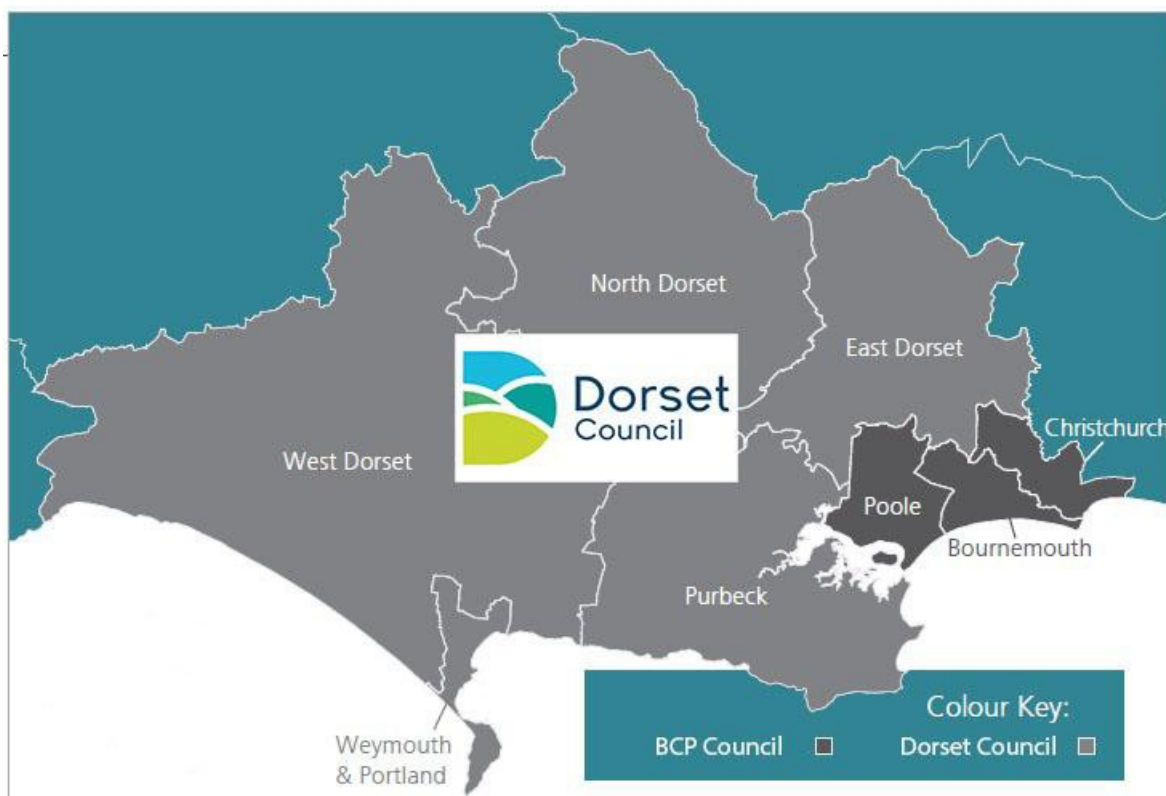 North Dorset
East Dorset
Dorset
Council
Christchurch
West Dorset
Poole
Bournemouth
Purbeck
Weymouth
& Portland
Colour Key:
BCP Council
Dorset Council